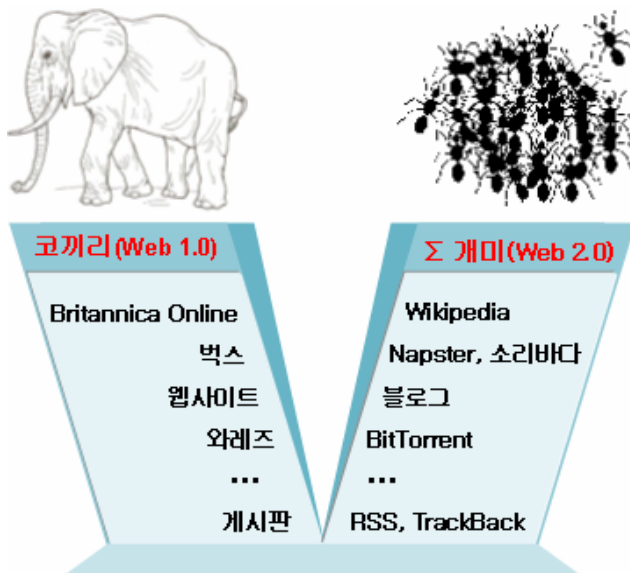 코끼리(Web 1.0)
Britannica Online
벅스
웹사이트
와레즈
...
게시판
Σ 개미(Web 2.0)
Wikipedia
Napster, 소리바다
블로그
BitTorrent
...
RSS, TrackBack